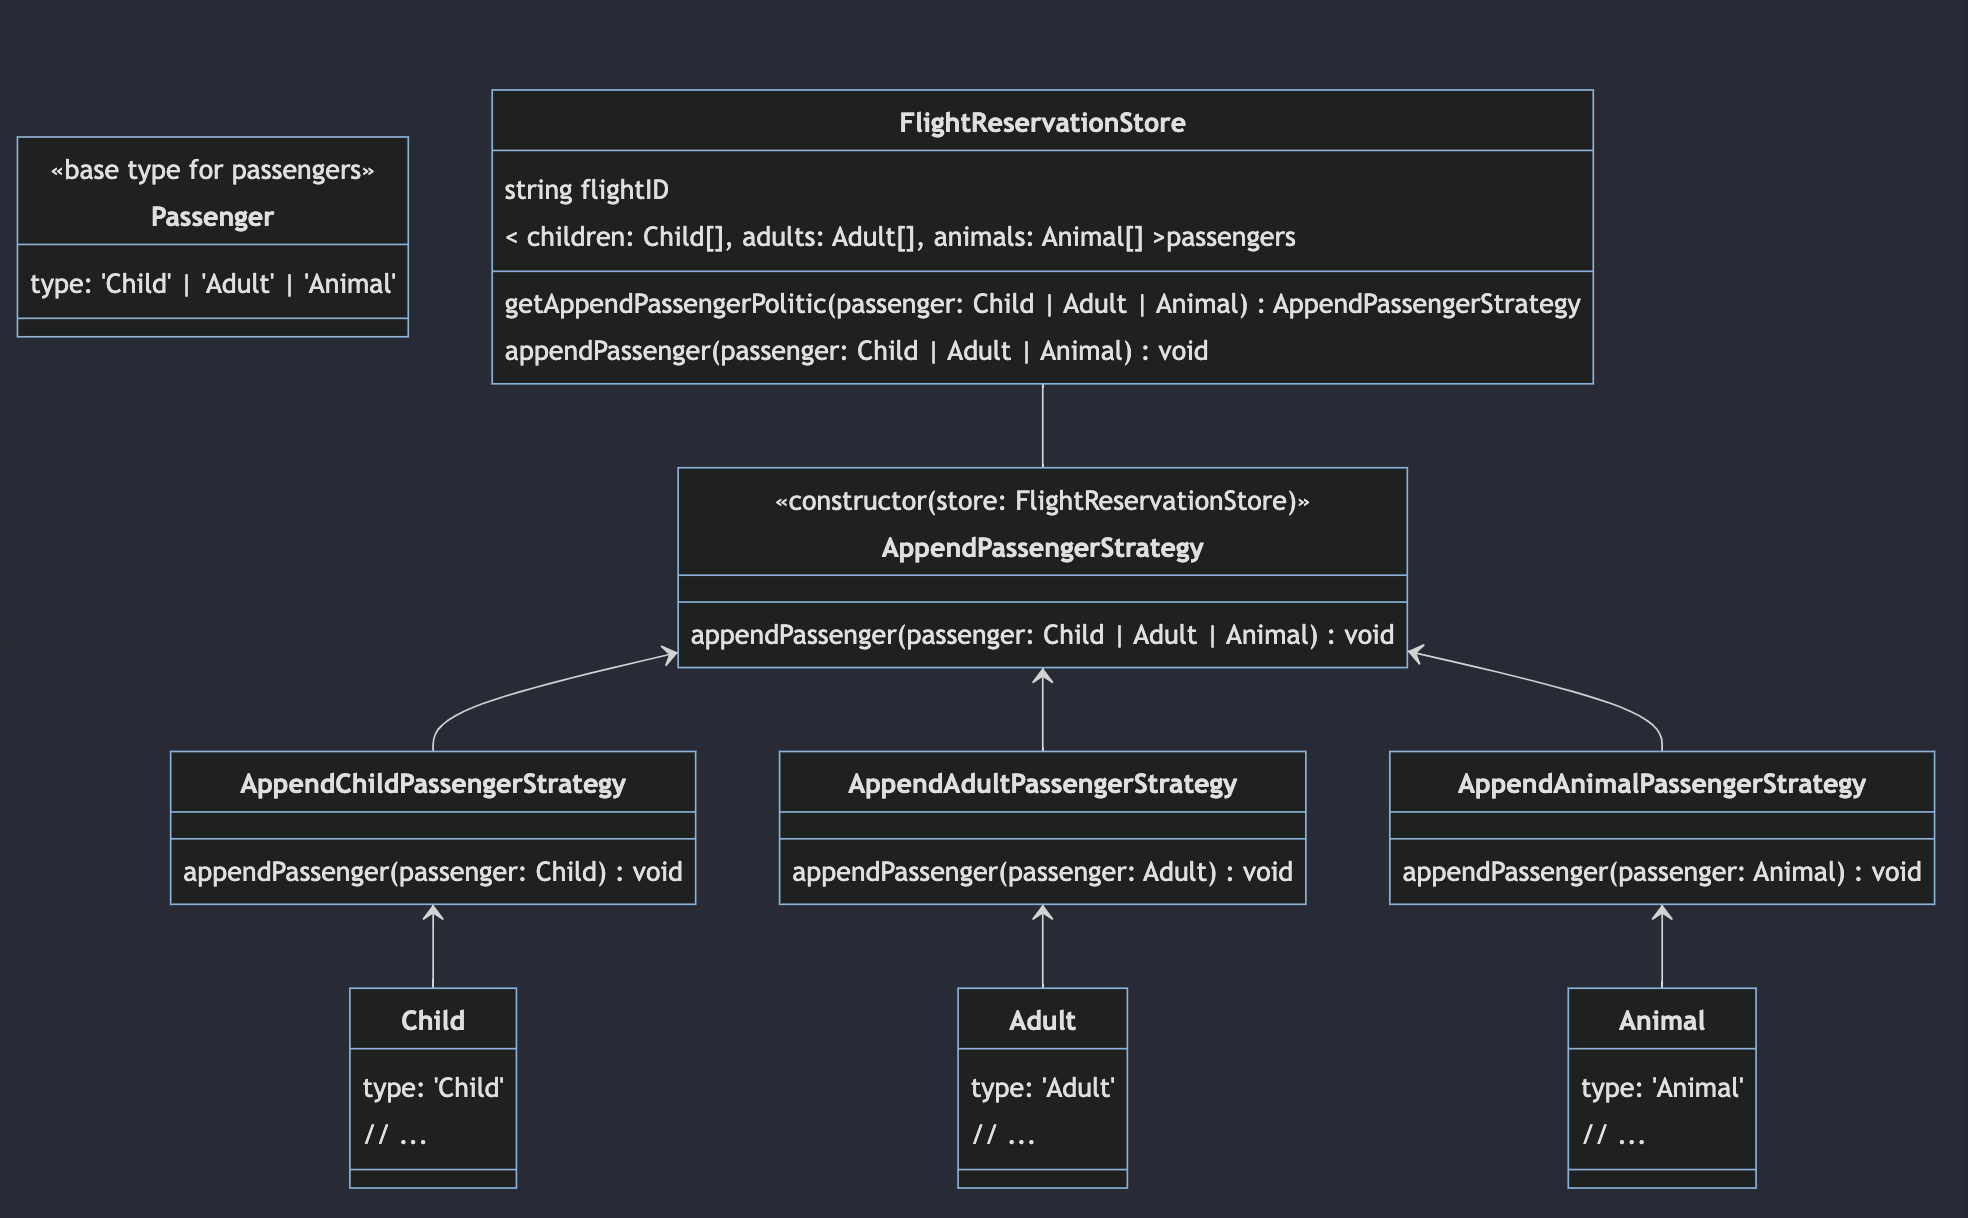 «base type for passengers»
Passenger
type: 'Child' | 'Adult' | 'Animal'
FlightReservationStore
string flightID
< children: Child[], adults: Adult[], animals: Animal[] >passengers
getAppendPassengerPolitic(passenger: Child | Adult | Animal) : AppendPassengerStrategy
appendPassenger(passenger: Child | Adult | Animal) : void
«constructor(store: FlightReservationStore)»
AppendPassengerStrategy
appendPassenger(passenger: Child | Adult | Animal) : void
AppendChildPassengerStrategy
appendPassenger(passenger: Child) : void
AppendAdultPassengerStrategy
appendPassenger(passenger: Adult) : void
AppendAnimalPassengerStrategy
appendPassenger(passenger: Animal) : void
Child
type: 'Child'
// ...
Adult
type: 'Adult'
// ...
Animal
type: 'Animal'
// ...